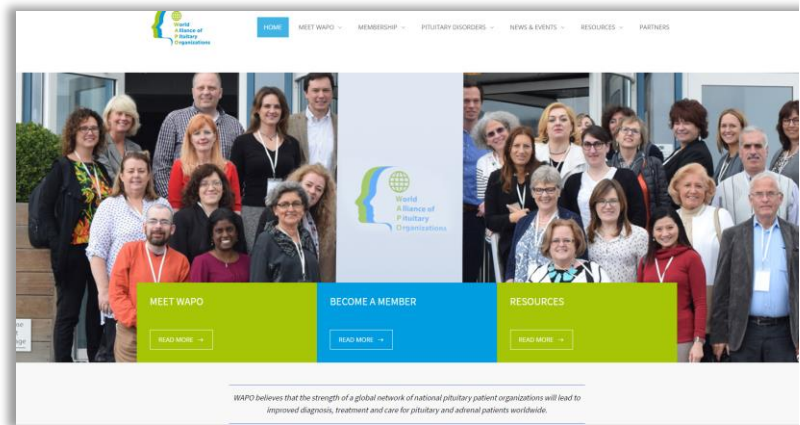 World
Alliance of
Pituitary
Organizations
HOME MEET WAPO MEMBERSHIP PITUITARY DISORDERS NEWS & EVENTS RESOURCES PARTNERS
World
Alliance of
Pituitary
Organizations
MEET WAPO BECOME A MEMBER RESOURCES
READ MORE → READ MORE → READ MORE →
WAPO believes that the strength of a global network of national pituitary patient organizations will lead to
improved diagnosis, treatment and care for pituitary and adrenal patients worldwide.